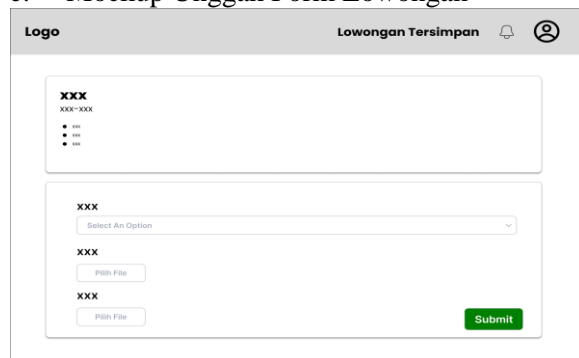 Mockup Unggah Form Lowongan
Logo
Lowongan Tersimpan
xxx
xxx-xxx
xxx
xxx
xxx
xxx
Select An Option
xxx
Pilih File
xxx
Pilih File
Submit